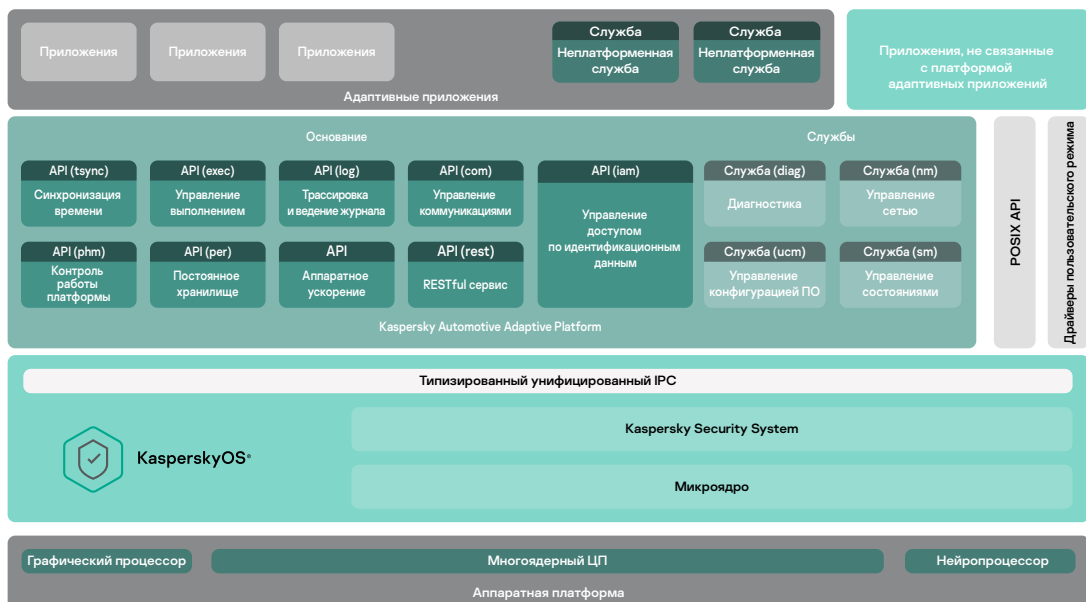 Приложения
Приложения
Приложения
Служба
Неплатформенная
служба
Служба
Неплатформенная
служба
Адаптивные приложения
Приложения, не связанные
с платформой
адаптивных приложений
Основание
Службы
API (tsync)
Синхронизация
времени
API (exec)
Управление
выполнением
API (log)
Трассировка
и ведение журнала
API (com)
Управление
коммуникациями
API (iam)
Управление
доступом
по идентификационным
данным
Служба (diag)
Диагностика
Служба (nm)
Управление
сетью
API (phm)
Контроль
работы
платформы
API (per)
Постоянное
хранилище
API
Аппаратное
ускорение
API (rest)
RESTful сервис
Служба (ucm)
Управление
конфигурацией ПО
Служба (sm)
Управление
состояниями
Kaspersky Automotive Adaptive Platform
POSIX API
Драйверы пользовательского режима
Типизированный унифицированный IPC
KasperskyOS®
Kaspersky Security System
Микроядро
Графический процессор
Многоядерный ЦП
Нейропроцессор
Аппаратная платформа